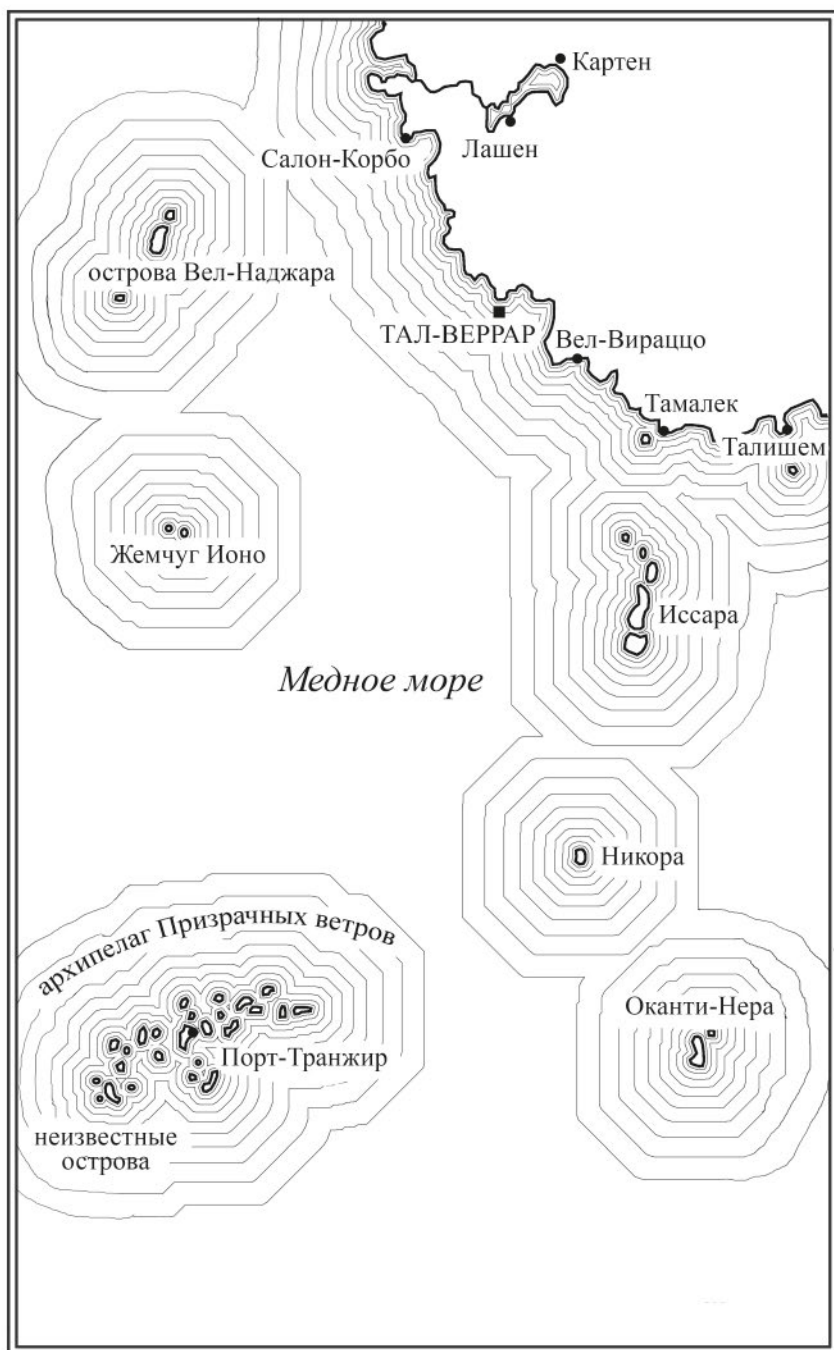 Картен
Лашен
Салон-Корбо
острова Вел-Наджара
ТАЛ-ВЕРРАР
Вел-Вираццо
Тамалек
Талишем
Жемчуг Ионо
Иссара
Медное море
Никора
архипелаг Призрачных ветров
Оканти-Нера
Порт-Транжир
неизвестные
острова